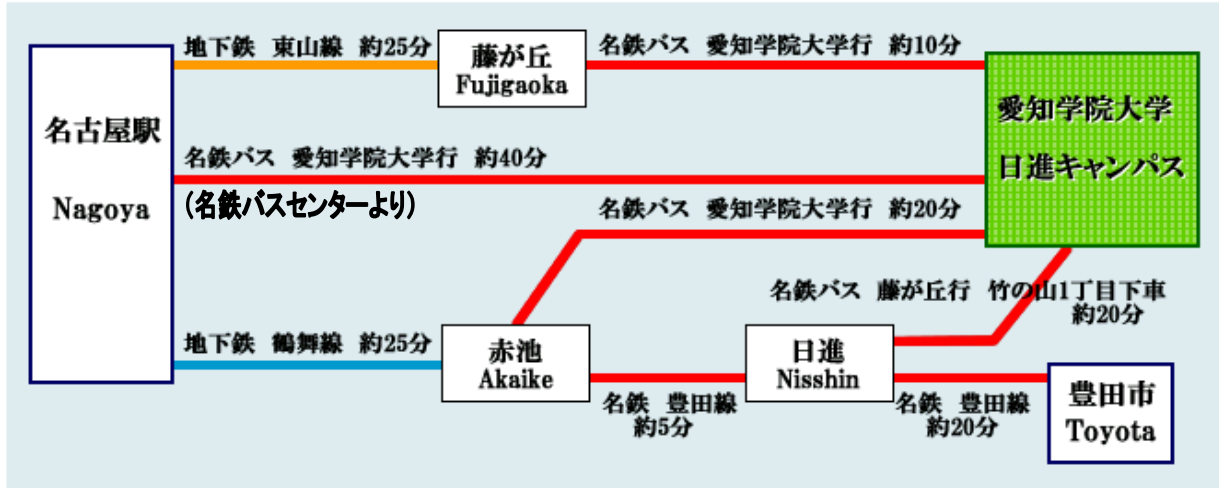 名古屋駅
Nagoya
地下鉄 東山線 約25分
藤が丘
Fujigaoka
名鉄バス 愛知学院大学行 約10分
愛知学院大学
日進キャンパス
名鉄バス 愛知学院大学行 約40分
(名鉄バスセンターより)
名鉄バス 愛知学院大学行 約20分
名鉄バス 藤が丘行 竹の山1丁目下車
約20分
地下鉄 鶴舞線 約25分
赤池
Akaike
名鉄 豊田線
約5分
日進
Nisshin
名鉄 豊田線
約20分
豊田市
Toyota